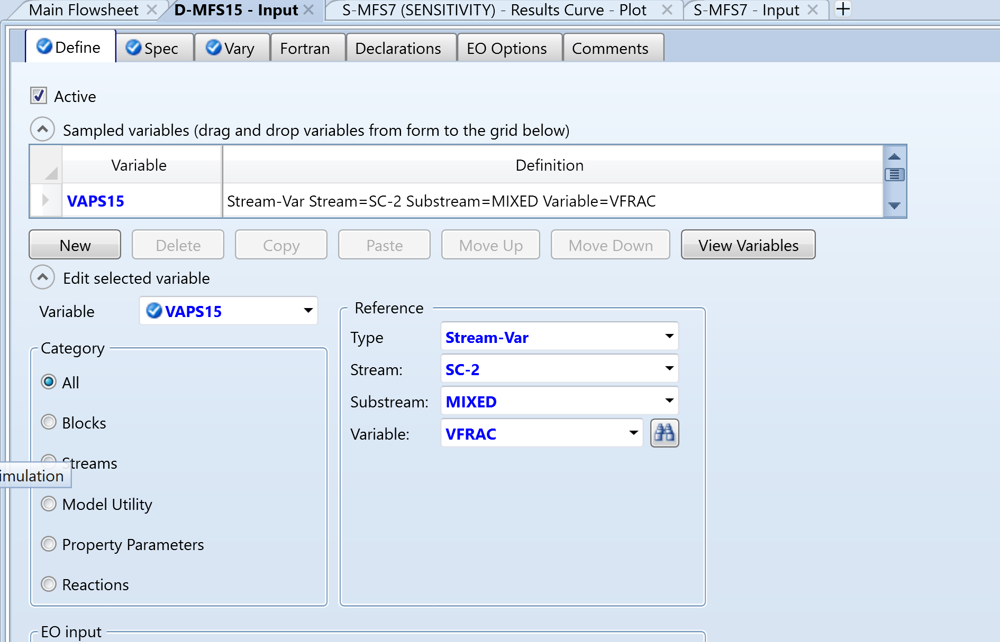 Main Flowsheet D-MFS15 - Input S-MFS7 (SENSITIVITY) - Results Curve - Plot S-MFS7 - Input
Define Spec Vary Fortran Declarations EO Options Comments
Active
Sampled variables (drag and drop variables from form to the grid below)
Variable Definition
VAPS15 Stream-Var Stream=SC-2 Substream=MIXED Variable=VFRAC
New Delete Copy Paste Move Up Move Down View Variables
Edit selected variable
Variable VAPS15
Reference
Type Stream-Var
Stream: SC-2
Substream: MIXED
Variable: VFRAC
Category
All
Blocks
Streams
imulation
Model Utility
Property Parameters
Reactions
EO input